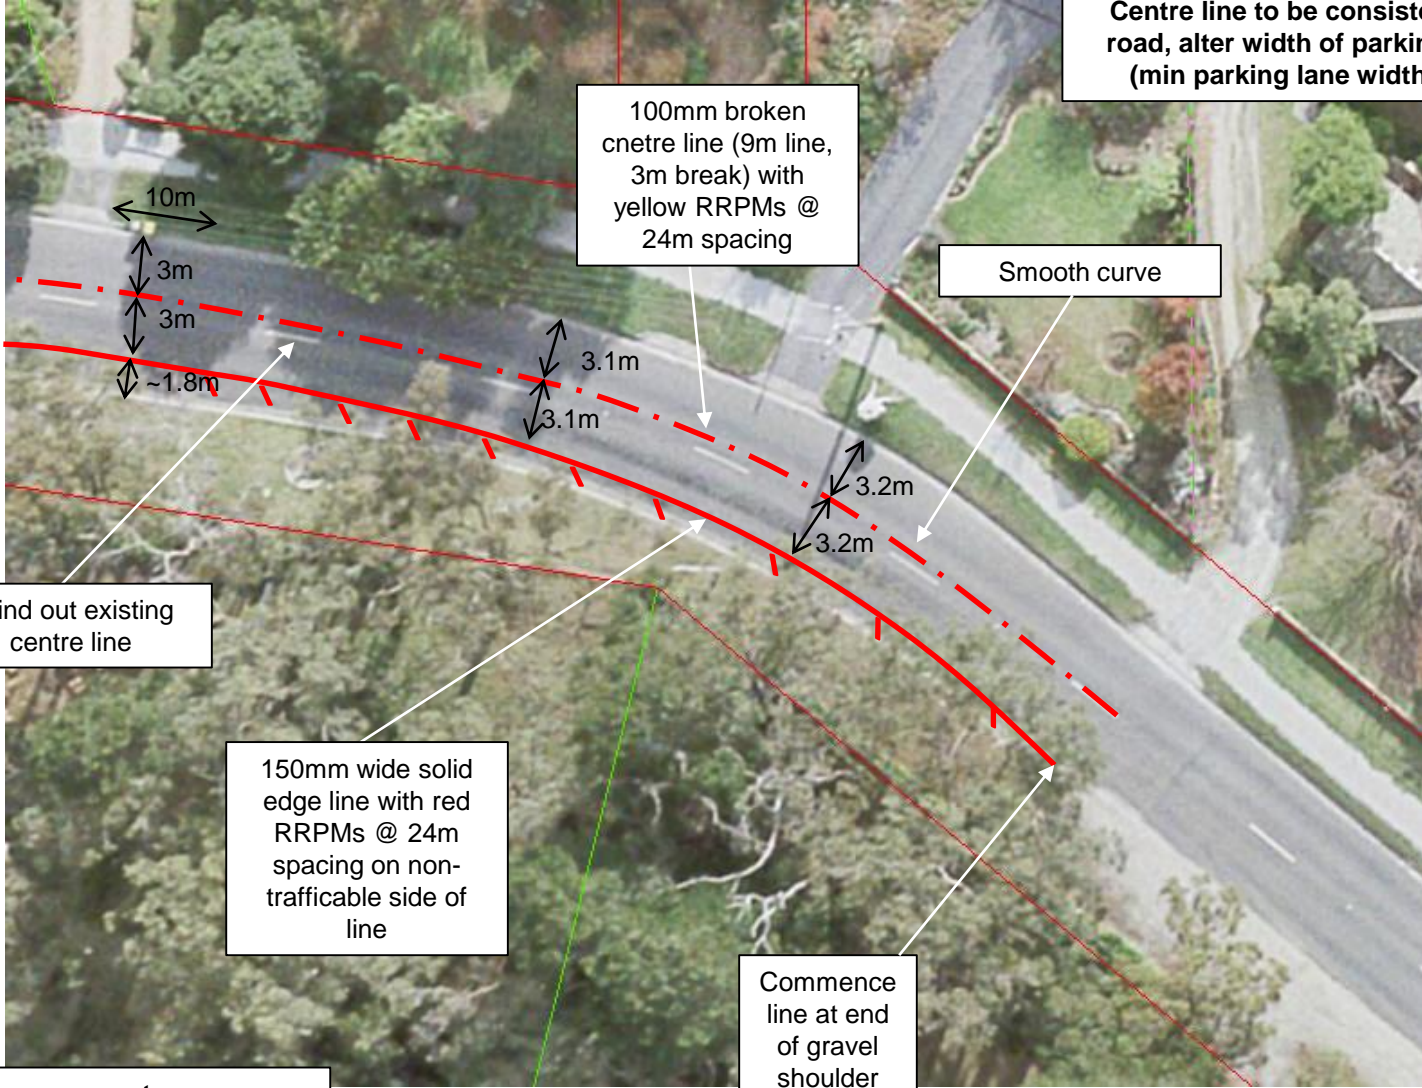 Centre line to be consiste
road, alter width of parkin
(min parking lane width
100mm broken
cnetre line (9m line,
3m break) with
yellow RRPMs @
24m spacing
10m
3m
3m
~1.8m
Smooth curve
3.1m
3.1m
3.2m
3.2m
ind out existing
centre line
150mm wide solid
edge line with red
RRPMs @ 24m
spacing on non-
trafficable side of
line
Commence
line at end
of gravel
shoulder